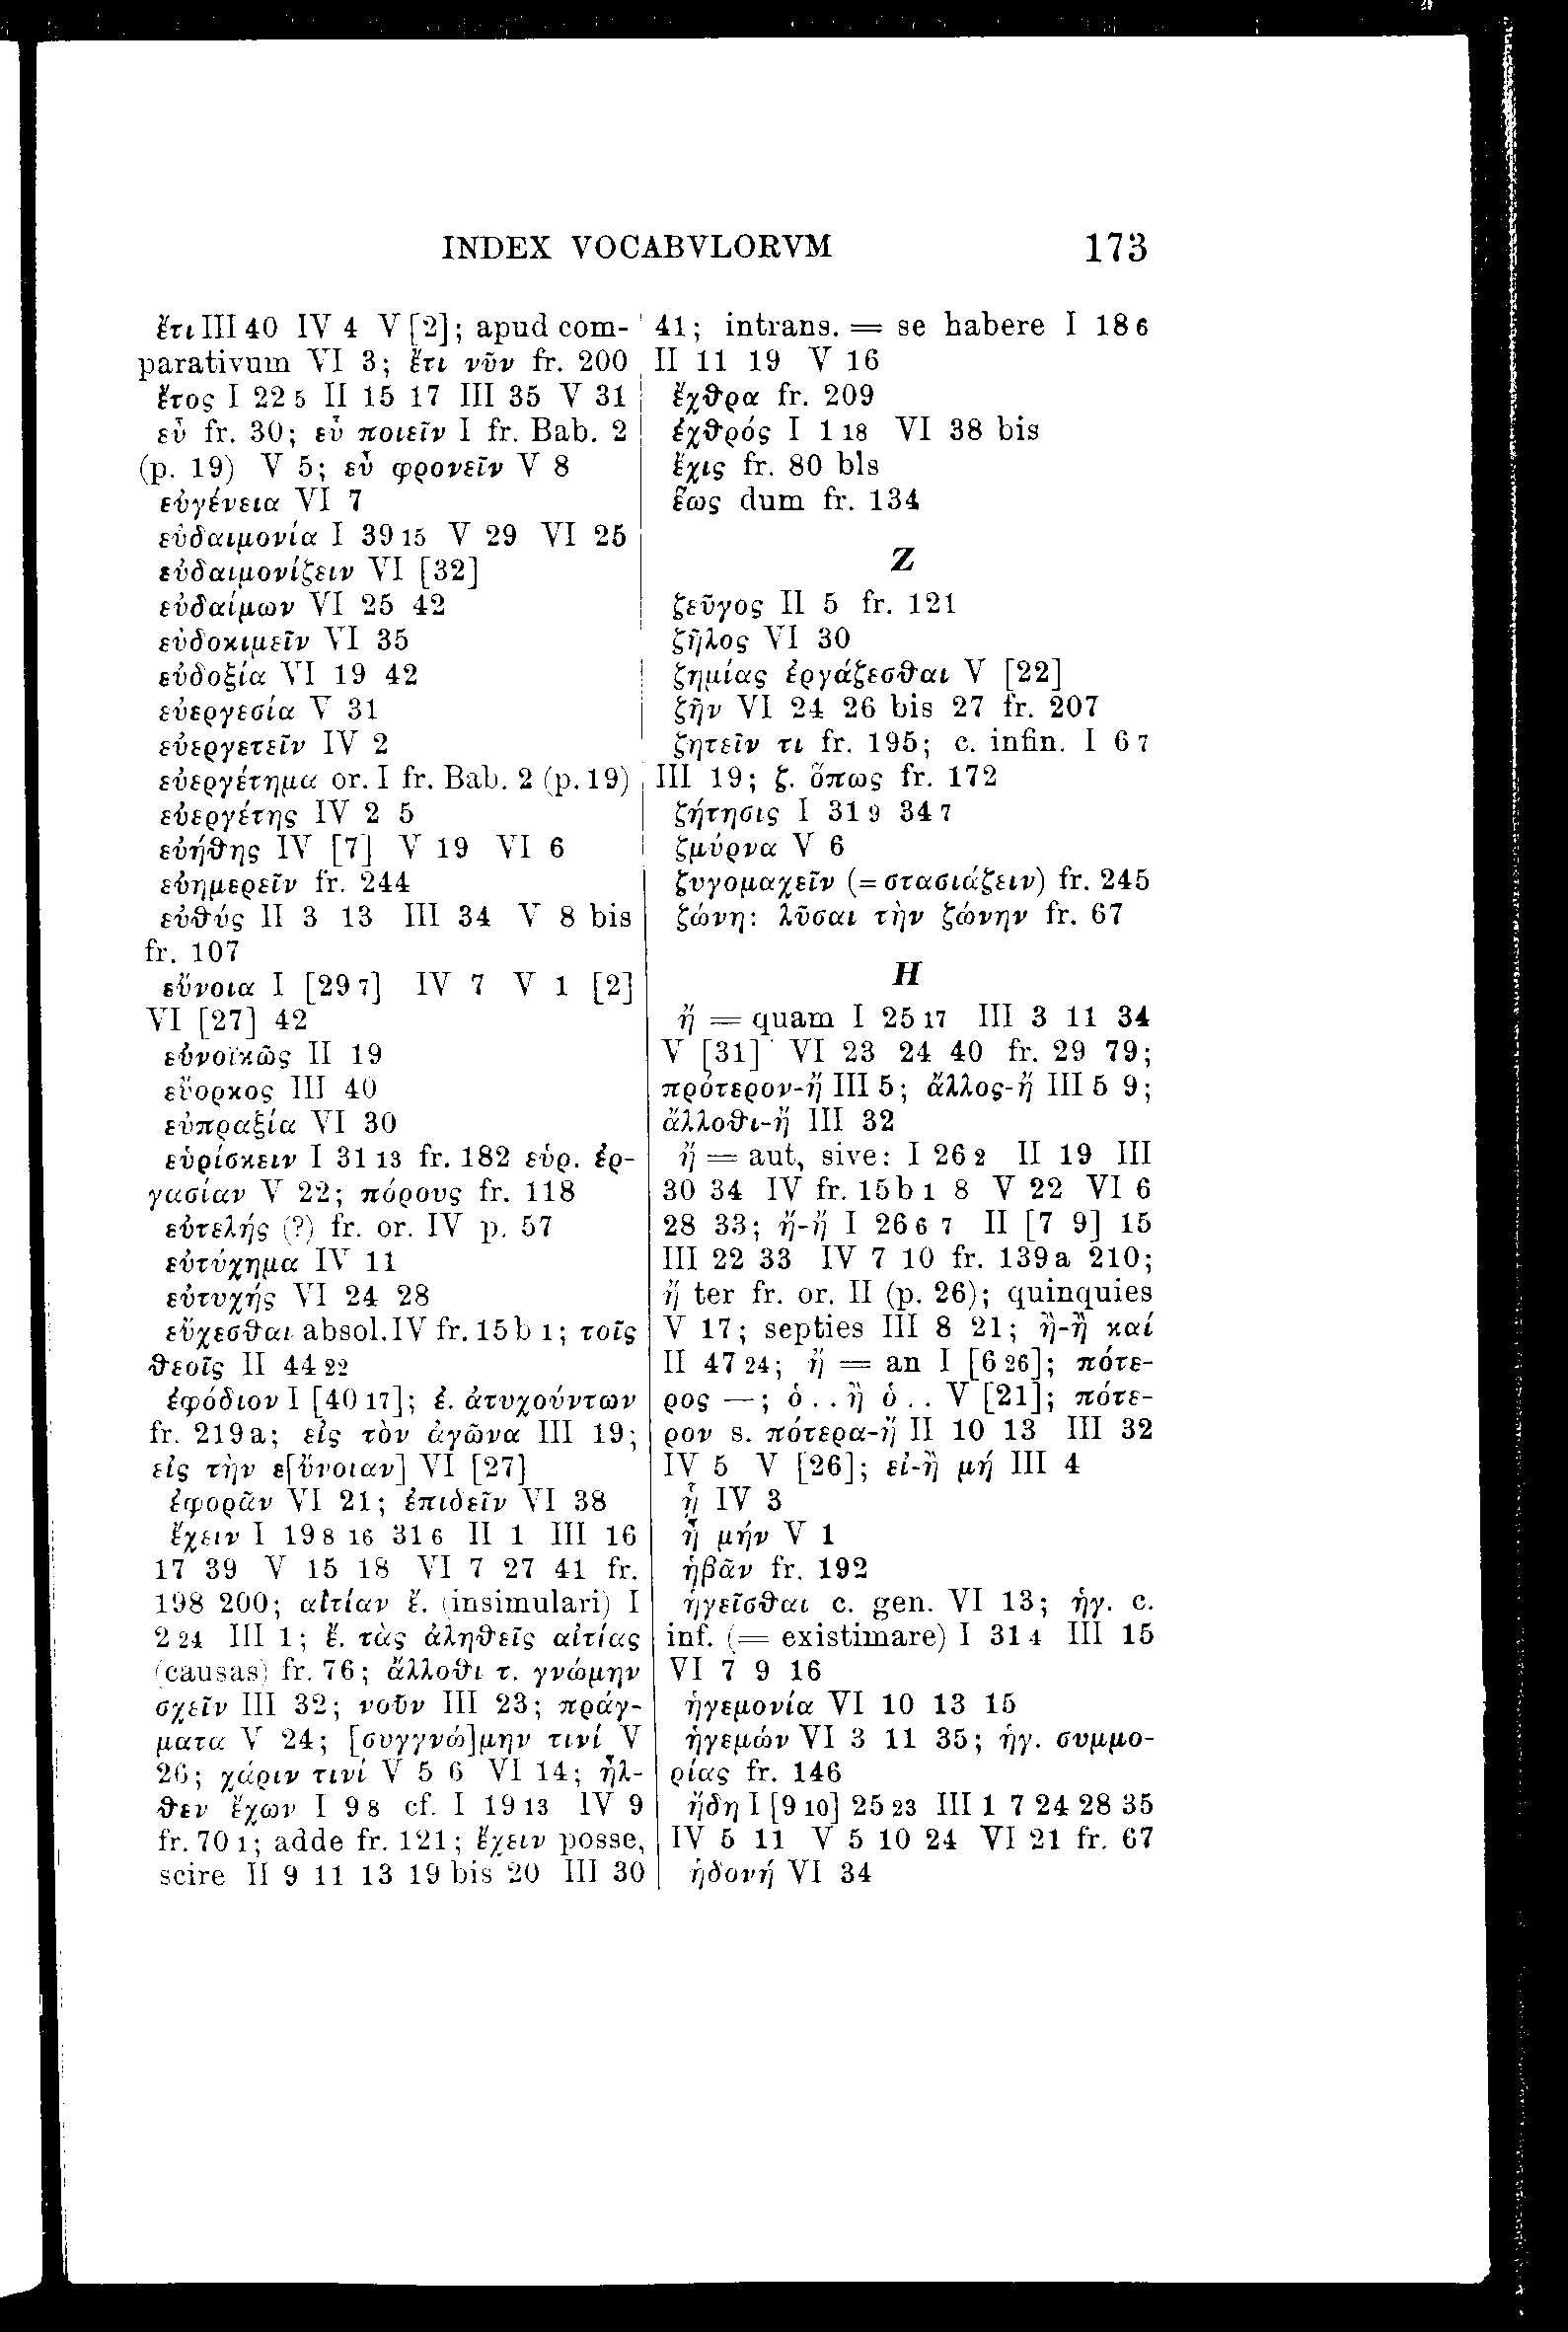 INDEX VOCABVLORVM 173
ἔτι III 40 IV 4 V [2]; apud com-
parativum VI 3; ἔτι νῦν fr. 200
ἔτος I 22 5 II 15 17 III 35 V 31
εὖ fr. 30; εὖ ποιεῖν I fr. Bab. 2
(p. 19) V 5; εὖ φρονεῖν V 8
εὐγένεια VI 7
εὐδαιμονία I 39 15 V 29 VI 25
εὐδαιμονίζειν VI [32]
εὐδαίμων VI 25 42
εὐδοκιμεῖν VI 35
εὐδοξία VI 19 42
εὐεργεσία V 31
εὐεργετεῖν IV 2
εὐεργέτημα or. I fr. Bab. 2 (p. 19)
εὐεργέτης IV 2 5
εὐήθης IV [7] V 19 VI 6
εὐημερεῖν fr. 244
εὐθύς II 3 13 III 34 V 8 bis
fr. 107
εὔνοια I [29 7] IV 7 V 1 [2]
VI [27] 42
εὐνοϊκῶς II 19
εὔορκος III 40
εὐπραξία VI 30
εὑρίσκειν I 31 13 fr. 182 εὑρ. ἐρ-
γασίαν V 22; πόρους fr. 118
εὐτελής (?) fr. or. IV p. 57
εὐτύχημα IV 11
εὐτυχής VI 24 28
εὔχεσθαι absol. IV fr. 15 b 1; τοῖς
θεοῖς II 44 22
ἐφόδιον I [40 17]; ἐ. ἀτυχούντων
fr. 219a; εἰς τὸν ἀγῶνα III 19;
εἰς τὴν ε[ὔνοιαν] VI [27]
ἐφορᾶν VI 21; ἐπιδεῖν VI 38
ἔχειν I 19 8 16 31 6 II 1 III 16
17 39 V 15 18 VI 7 27 41 fr.
198 200; αἰτίαν ἔ. (insimulari) I
2 24 III 1; ἔ. τὰς ἀληθεῖς αἰτίας
(causas) fr. 76; ἄλλοθι τ. γνώμην
σχεῖν III 32; νοῦν III 23; πράγ-
ματα V 24; [συγγνώ]μην τινί V
26; χάριν τινί V 5 6 VI 14; ἦλ-
θεν ἔχων I 9 8 cf. I 19 13 IV 9
fr. 70 1; adde fr. 121; ἔχειν posse,
scire II 9 11 13 19 bis 20 III 30
41; intrans. = se habere I 18 6
II 11 19 V 16
ἔχθρα fr. 209
ἐχθρός I 1 18 VI 38 bis
ἔχις fr. 80 bis
ἕως dum fr. 134
Ζ
ζεῦγος II 5 fr. 121
ζῆλος VI 30
ζημίας ἐργάζεσθαι V [22]
ζῆν VI 24 26 bis 27 fr. 207
ζητεῖν τι fr. 195; c. infin. I 6 7
III 19; ζ. ὅπως fr. 172
ζήτησις I 31 9 34 7
ζμύρνα V 6
ζυγομαχεῖν (= στασιάζειν) fr. 245
ζώνη: λῦσαι τὴν ζώνην fr. 67
Η
ἤ = quam I 25 17 III 3 11 34
V [31] VI 23 24 40 fr. 29 79;
πρότερον-ἤ III 5; ἄλλος-ἤ III 5 9;
ἄλλοθι-ἤ III 32
ἤ = aut, sive: I 26 2 II 19 III
30 34 IV fr. 15 b 1 8 V 22 VI 6
28 33; ἤ-ἤ I 26 6 7 II [7 9] 15
III 22 33 IV 7 10 fr. 139a 210;
ἤ ter fr. or. II (p. 26); quinquies
V 17; septies III 8 21; ἢ-ἢ καί
II 47 24; ἤ = an I [6 26]; πότε-
ρος —; ὁ . . ἢ ὁ . . V [21]; πότε-
ρον s. πότερα-ἤ II 10 13 III 32
IV 5 V [26]; εἰ-ἢ μή III 4
ᾗ IV 3
ἦ μήν V 1
ἡβᾶν fr. 192
ἡγεῖσθαι c. gen. VI 13; ἡγ. c.
inf. (= existimare) I 31 4 III 15
VI 7 9 16
ἡγεμονία VI 10 13 15
ἡγεμών VI 3 11 35; ἡγ. συμμο-
ρίας fr. 146
ἤδη I [9 10] 25 23 III 1 7 24 28 35
IV 5 11 V 5 10 24 VI 21 fr. 67
ἡδονή VI 34